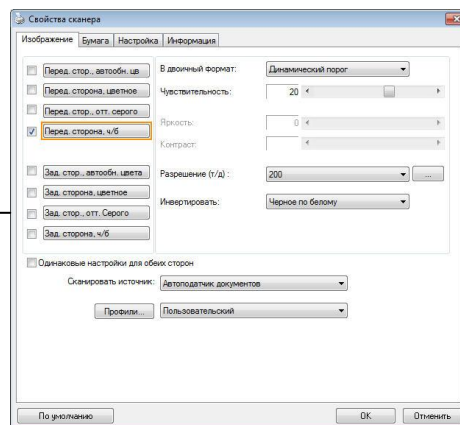 Свойства сканера
Изображение Бумага Настройка Информация
Перед. стор., автообн. цв
Перед. сторона, цветное
Перед. стор., отт. серого
Перед. сторона, ч/б
Зад. стор., автообн. цвета
Зад. сторона, цветное
Зад. стор., отт. Серого
Зад. сторона, ч/б
В двоичный формат: Динамический порог
Чувствительность: 20
Яркость: 0
Контраст:
Разрешение (т/д) : 200 ...
Инвертировать: Черное по белому
Одинаковые настройки для обеих сторон
Сканировать источник: Автоподатчик документов
Профили... Пользовательский
По умолчанию OK Отменить